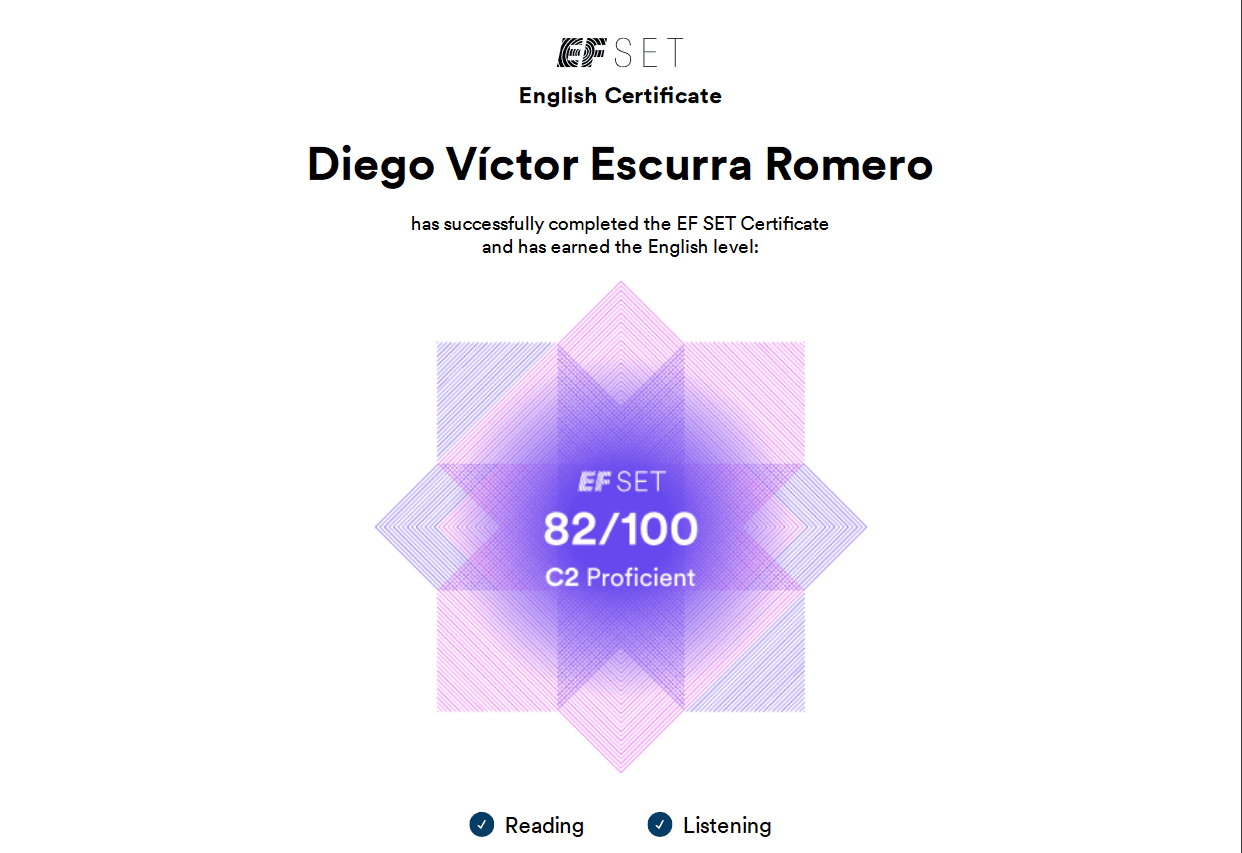 EF SET
English Certificate
Diego Víctor Escurra Romero
has successfully completed the EF SET Certificate
and has earned the English level:
EF SET
82/100
C2 Proficient
Reading Listening